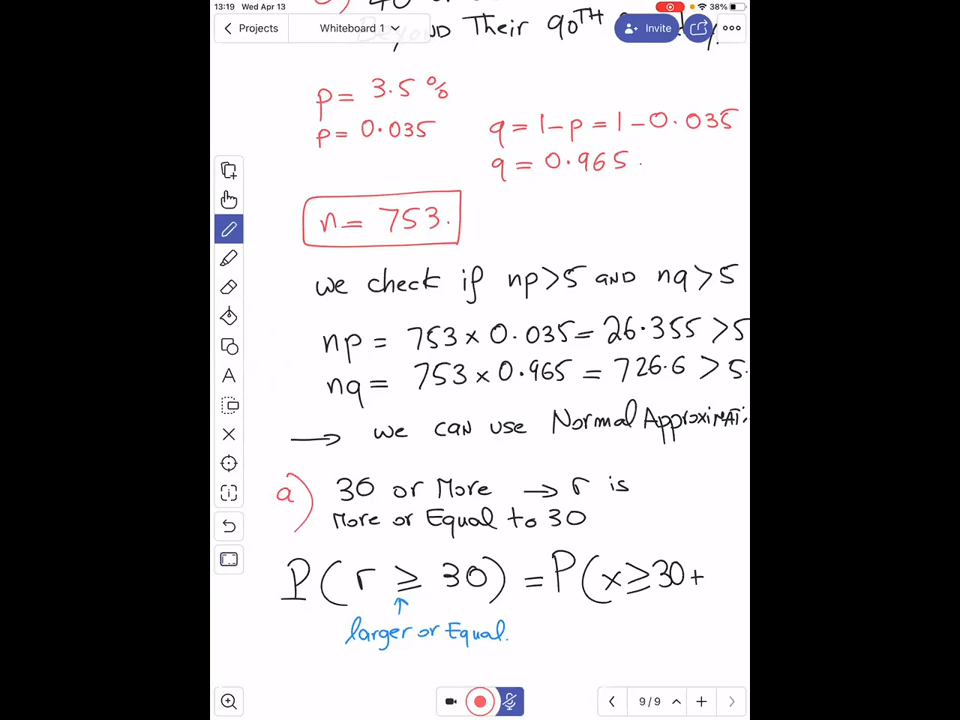 13:19 Wed Apr 13 38%
Projects Whiteboard 1 Invite
40 or
Beyond Their 90TH
p = 3.5 %
p = 0.035
q = 1-p = 1-0.035
q = 0.965
n = 753.
we check if np>5 AND nq>5
np = 753 x 0.035 = 26.355 >5
nq = 753 x 0.965 = 726.6 >5.
→ we can use Normal ApproxiMATi
a) 30 or More → r is
More or Equal to 30
P(r ≥ 30) = P(x≥30+
larger or Equal.
9/9